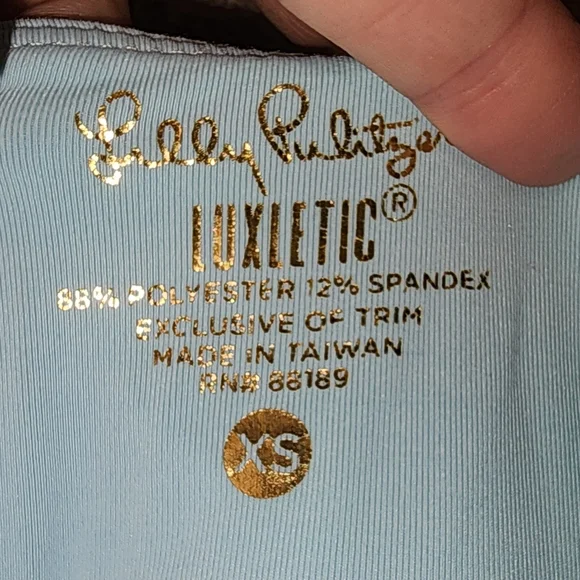 Lilly Pulitzer
LUXLETIC®
88% POLYESTER 12% SPANDEX
EXCLUSIVE OF TRIM
MADE IN TAIWAN
RN# 88189
XS